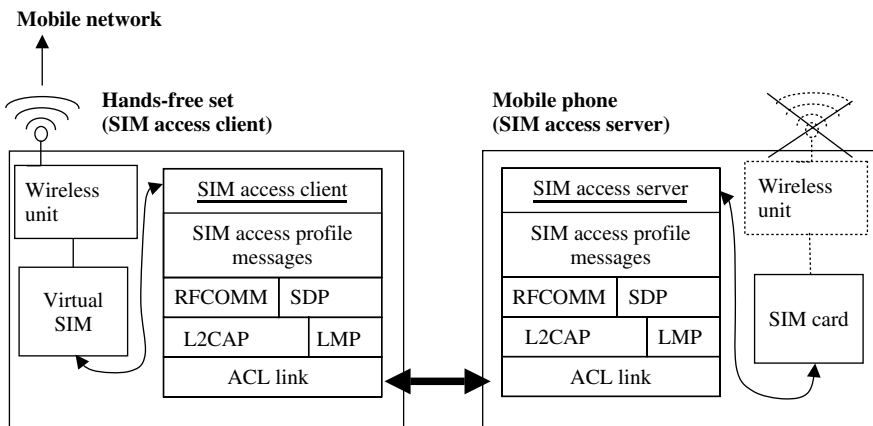 Mobile network
Hands-free set
(SIM access client)
Wireless
unit
Virtual
SIM
SIM access client
SIM access profile
messages
RFCOMM SDP
L2CAP LMP
ACL link
Mobile phone
(SIM access server)
SIM access server
SIM access profile
messages
RFCOMM SDP
L2CAP LMP
ACL link
Wireless
unit
SIM card